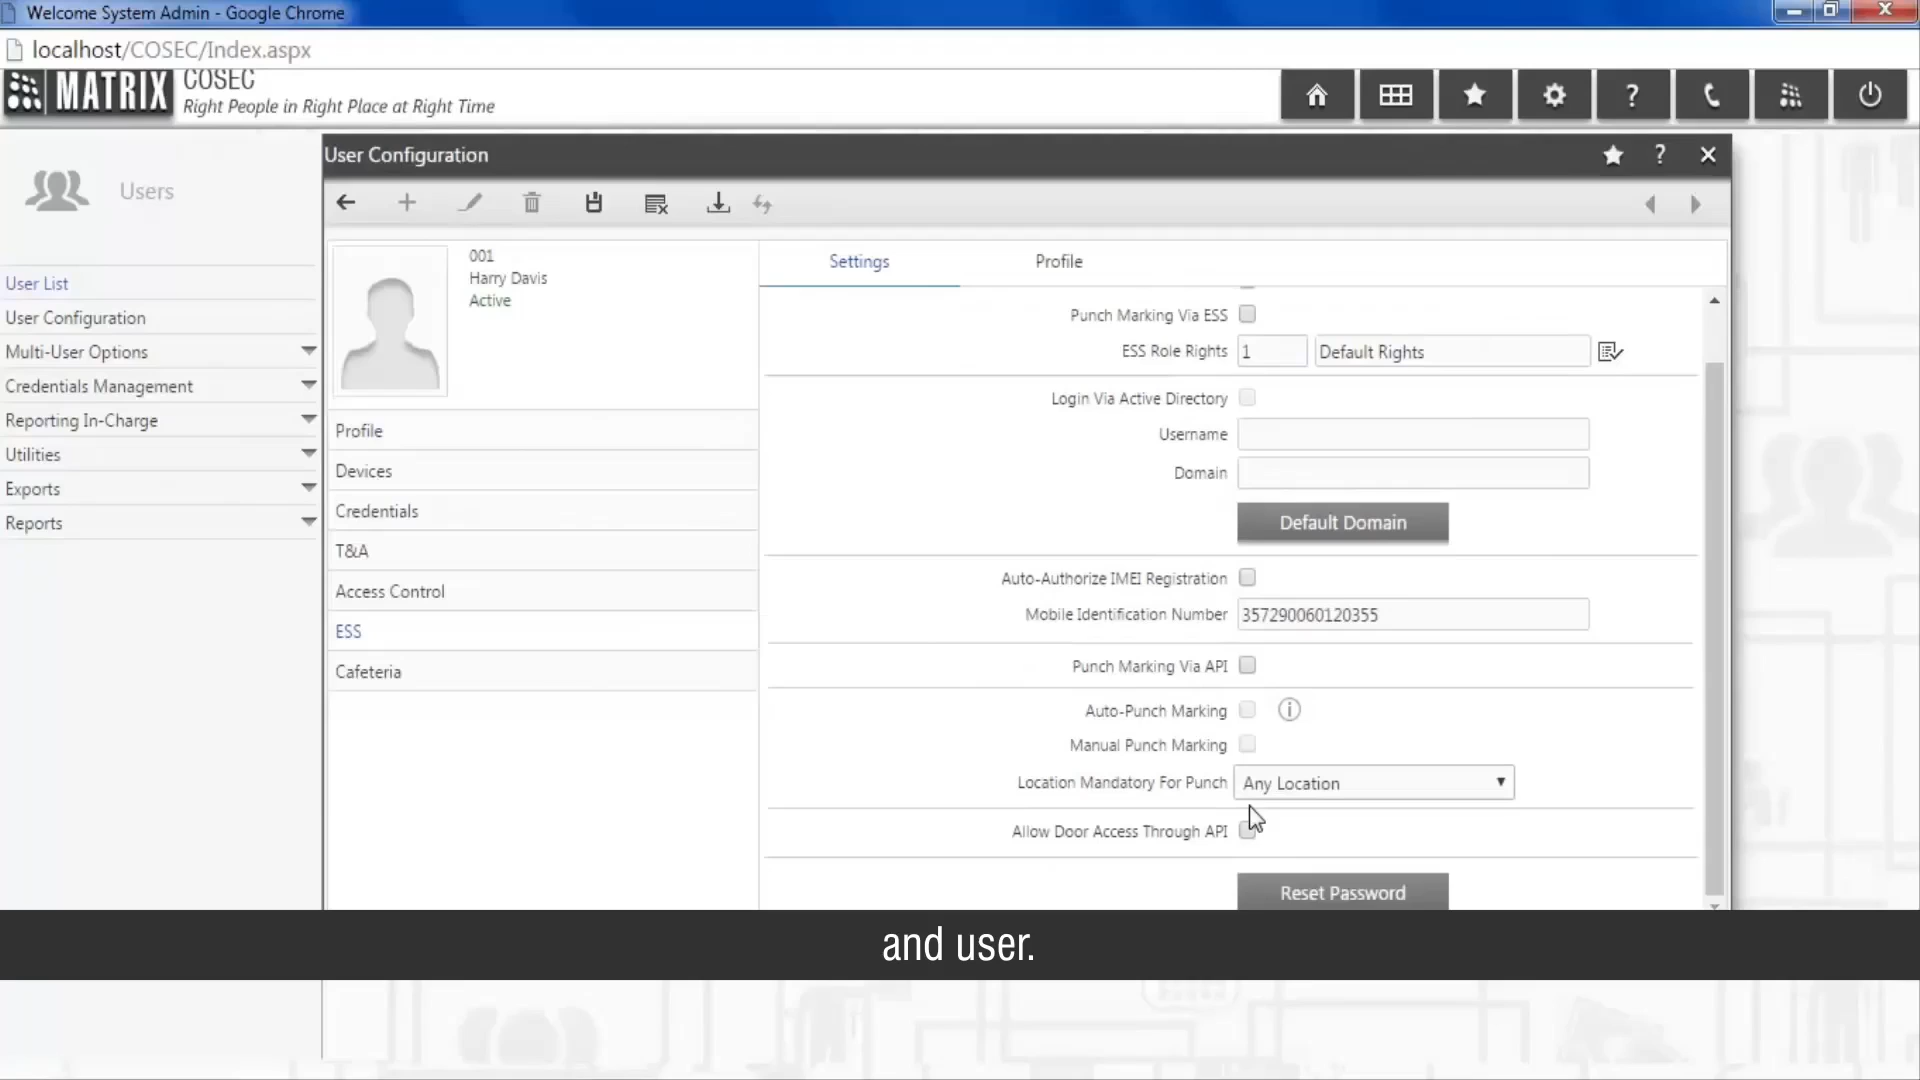 Welcome System Admin - Google Chrome
localhost/COSEC/Index.aspx
MATRIX
COSEC
Right People in Right Place at Right Time
?
User Configuration
?
Users
User List
User Configuration
Multi-User Options
Credentials Management
Reporting In-Charge
Utilities
Exports
Reports
001
Harry Davis
Active
Profile
Devices
Credentials
T&A
Access Control
ESS
Cafeteria
Settings
Profile
Punch Marking Via ESS
ESS Role Rights 1 Default Rights
Login Via Active Directory
Username
Domain
Default Domain
Auto-Authorize IMEI Registration
Mobile Identification Number 357290060120355
Punch Marking Via API
Auto-Punch Marking
Manual Punch Marking
Location Mandatory For Punch Any Location
Allow Door Access Through API
Reset Password
and user.